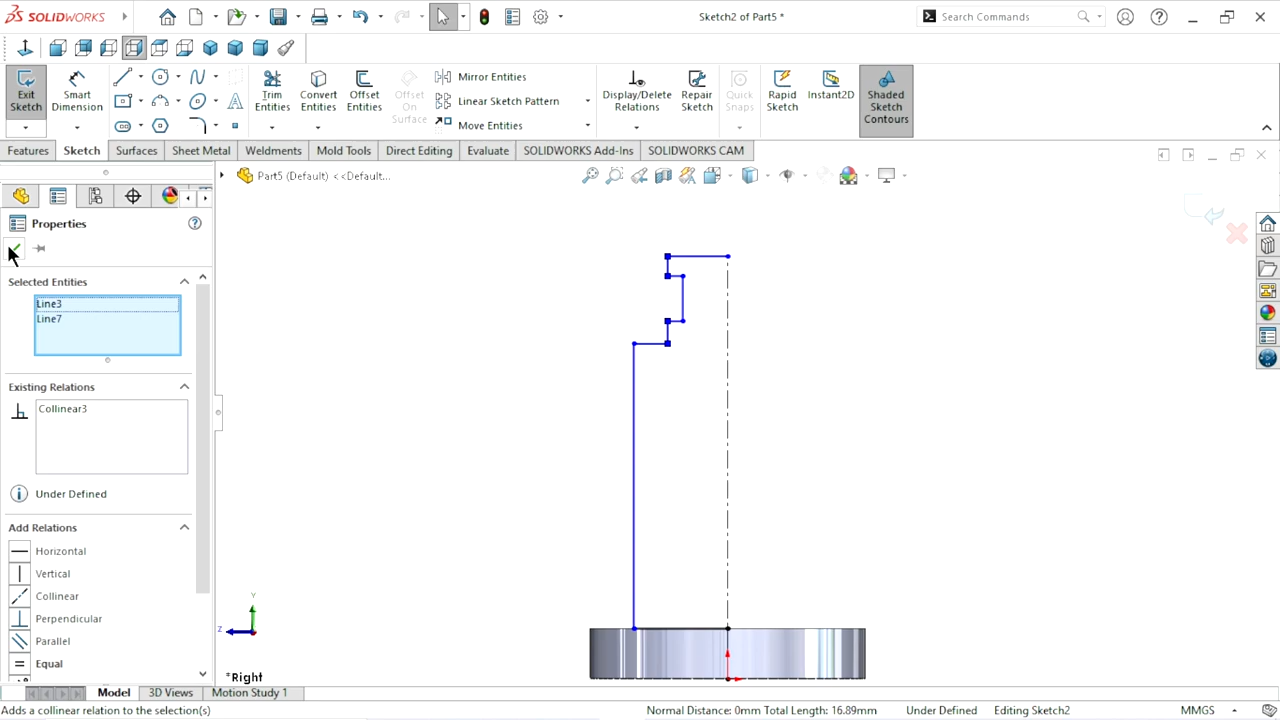 SOLIDWORKS
Sketch2 of Part5 *
Search Commands
Exit Sketch
Smart Dimension
Trim Entities
Convert Entities
Offset Entities
Offset On Surface
Mirror Entities
Linear Sketch Pattern
Move Entities
Display/Delete Relations
Repair Sketch
Quick Snaps
Rapid Sketch
Instant2D
Shaded Sketch Contours
Features
Sketch
Surfaces
Sheet Metal
Weldments
Mold Tools
Direct Editing
Evaluate
SOLIDWORKS Add-Ins
SOLIDWORKS CAM
Part5 (Default) <<Default...
Properties
Selected Entities
Line3
Line7
Existing Relations
Collinear3
Under Defined
Add Relations
Horizontal
Vertical
Collinear
Perpendicular
Parallel
Equal
Y
Z
*Right
Model
3D Views
Motion Study 1
Adds a collinear relation to the selection(s)
Normal Distance: 0mm Total Length: 16.89mm
Under Defined
Editing Sketch2
MMGS